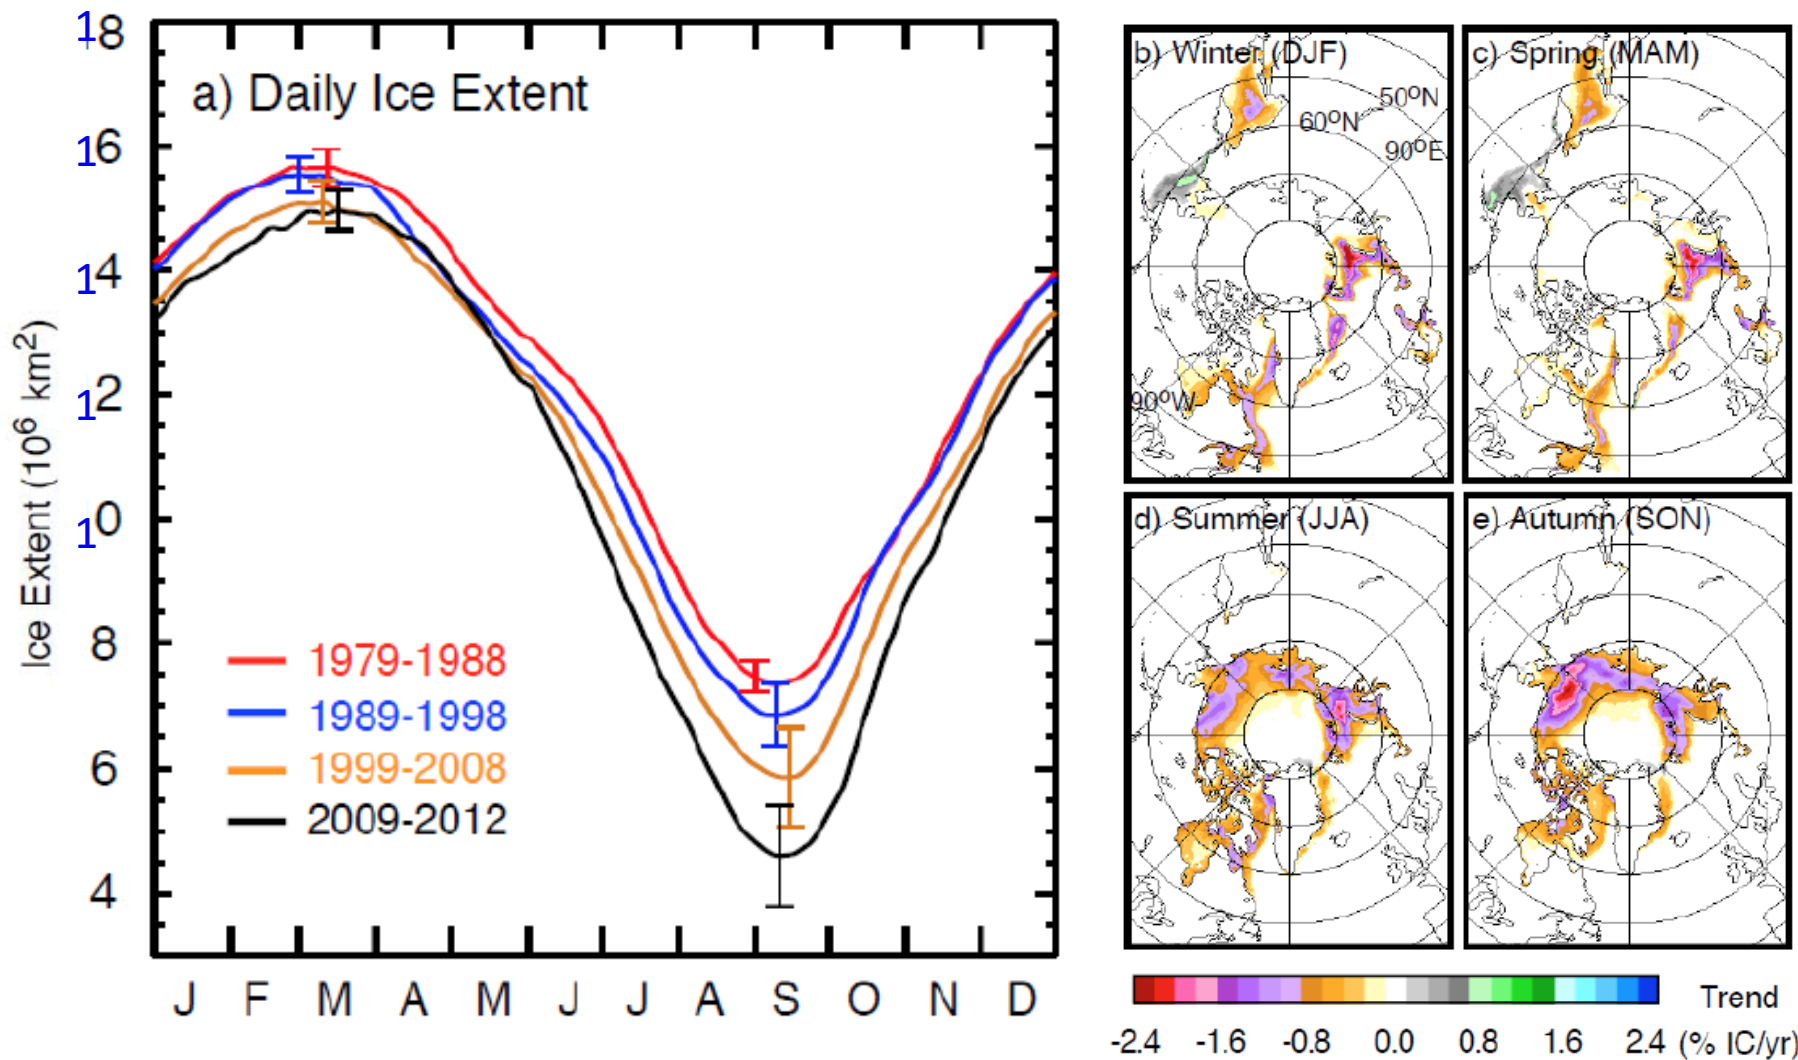 a) Daily Ice Extent
Ice Extent (10⁶ km²)
18
16
14
12
10
8
6
4
1979-1988
1989-1998
1999-2008
2009-2012
J F M A M J J A S O N D
b) Winter (DJF)
50°N
60°N
90°E
90°W
c) Spring (MAM)
d) Summer (JJA)
e) Autumn (SON)
Trend
-2.4 -1.6 -0.8 0.0 0.8 1.6 2.4 (% IC/yr)